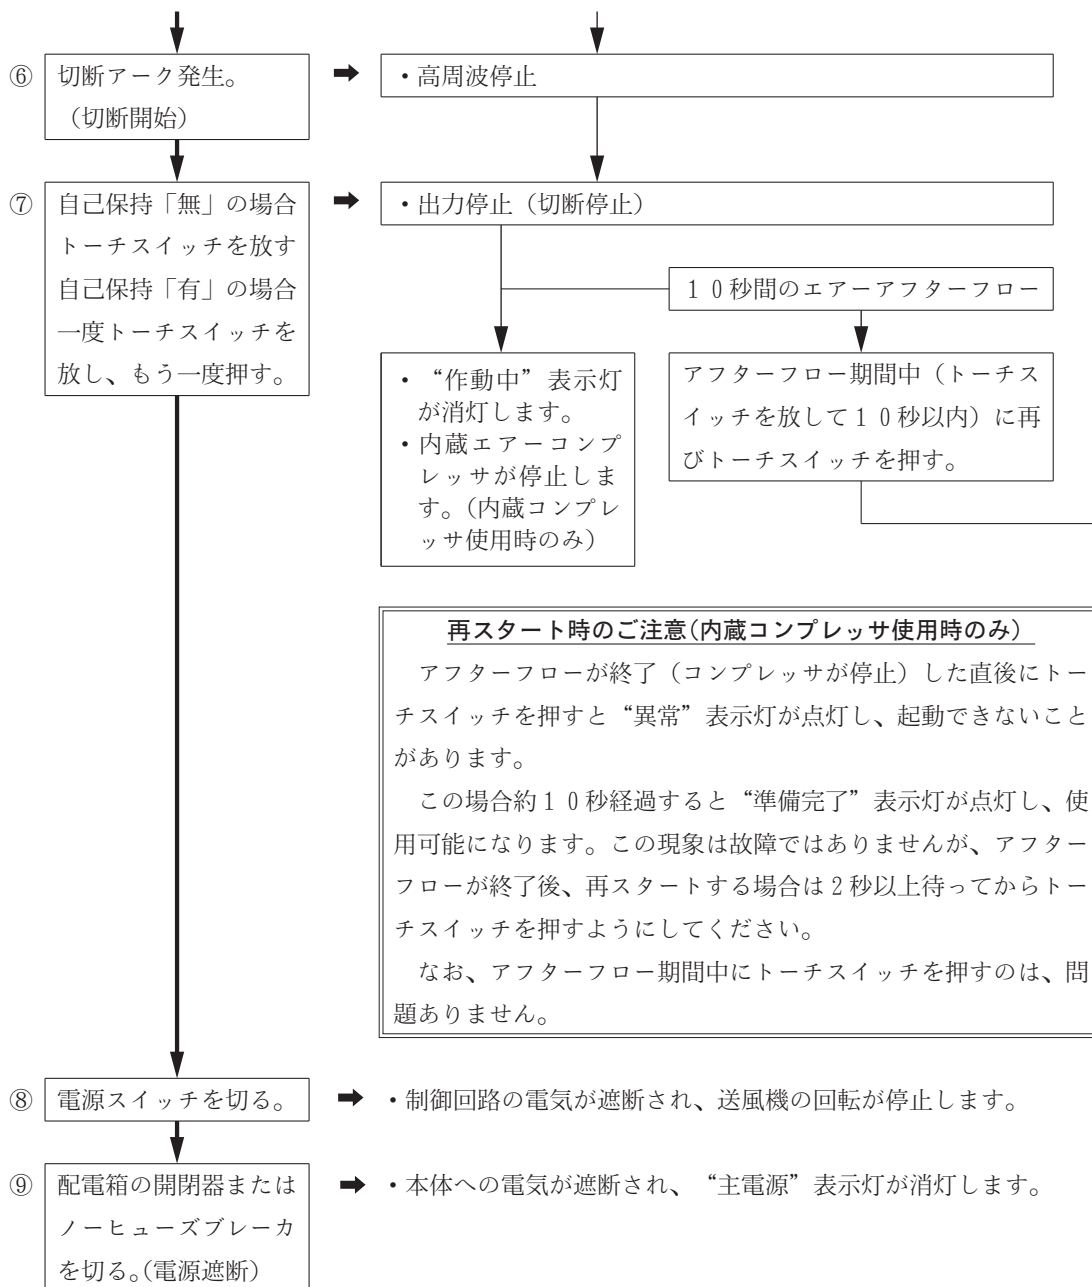 ⑥ 切断アーク発生。
（切断開始）
➡ ・高周波停止
⑦ 自己保持「無」の場合
トーチスイッチを放す
自己保持「有」の場合
一度トーチスイッチを
放し、もう一度押す。
➡ ・出力停止（切断停止）
１０秒間のエアーアフターフロー
・“作動中”表示灯
が消灯します。
・内蔵エアーコンプ
レッサが停止しま
す。（内蔵コンプレ
ッサ使用時のみ）
アフターフロー期間中（トーチス
イッチを放して１０秒以内）に再
びトーチスイッチを押す。
再スタート時のご注意（内蔵コンプレッサ使用時のみ）
アフターフローが終了（コンプレッサが停止）した直後にトー
チスイッチを押すと“異常”表示灯が点灯し、起動できないこと
があります。
この場合約１０秒経過すると“準備完了”表示灯が点灯し、使
用可能になります。この現象は故障ではありませんが、アフター
フローが終了後、再スタートする場合は２秒以上待ってからトー
チスイッチを押すようにしてください。
なお、アフターフロー期間中にトーチスイッチを押すのは、問
題ありません。
⑧ 電源スイッチを切る。
➡ ・制御回路の電気が遮断され、送風機の回転が停止します。
⑨ 配電箱の開閉器または
ノーヒューズブレーカ
を切る。（電源遮断）
➡ ・本体への電気が遮断され、“主電源”表示灯が消灯します。